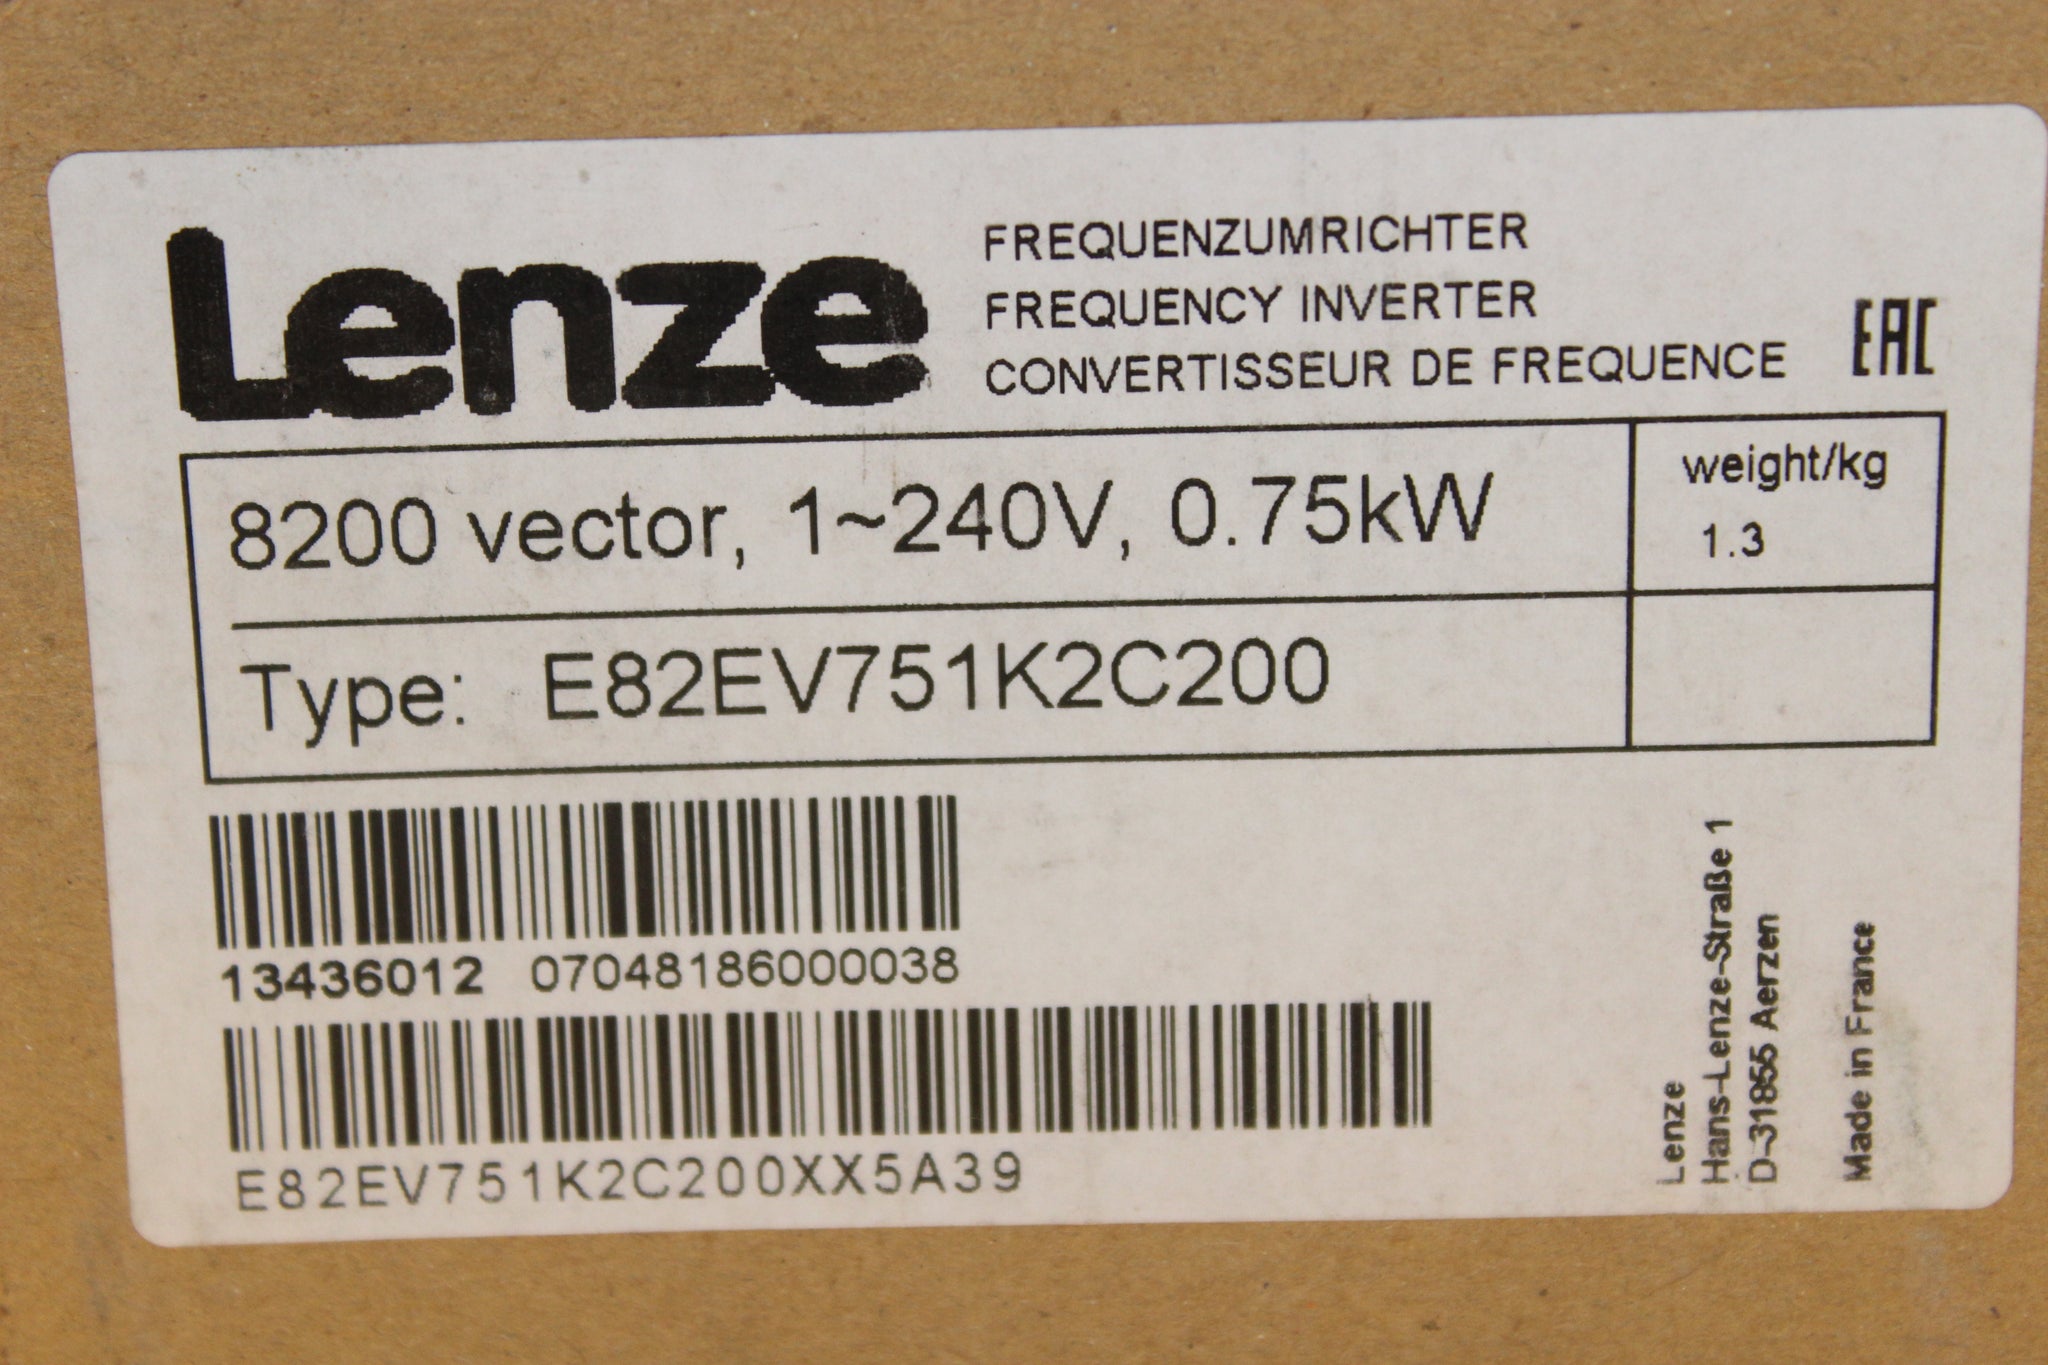 Lenze
FREQUENZUMRICHTER
FREQUENCY INVERTER
CONVERTISSEUR DE FREQUENCE
EAC
8200 vector, 1~240V, 0.75kW
weight/kg
1.3
Type: E82EV751K2C200
13436012 07048186000038
E82EV751K2C200XX5A39
Lenze
Hans-Lenze-Straße 1
D-31855 Aerzen
Made in France